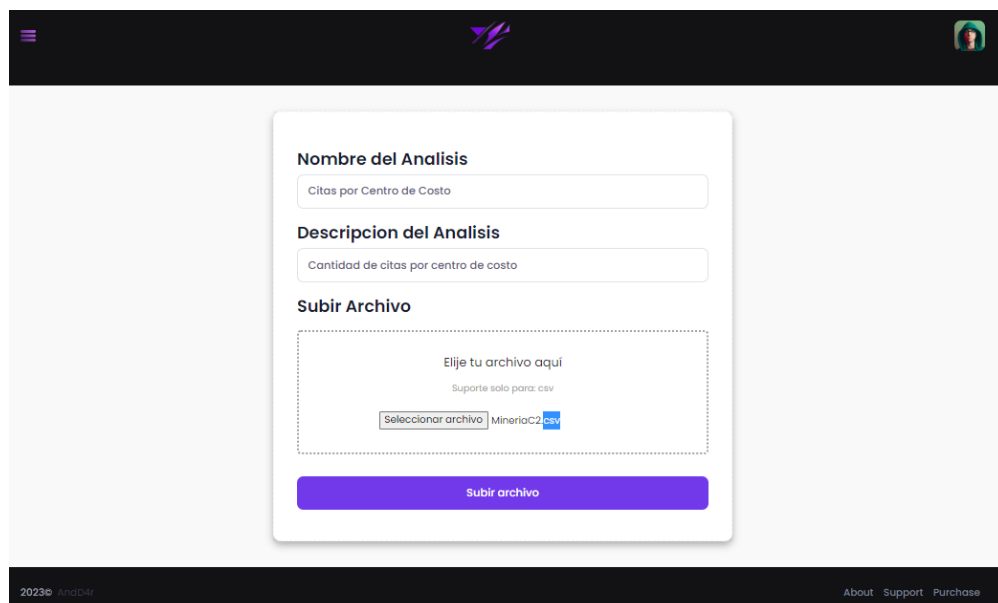 Nombre del Analisis
Citas por Centro de Costo
Descripcion del Analisis
Cantidad de citas por centro de costo
Subir Archivo
Elije tu archivo aquí
Suporte solo para: csv
Seleccionar archivo MineriaC2.csv
Subir archivo
2023© AndD4r About Support Purchase